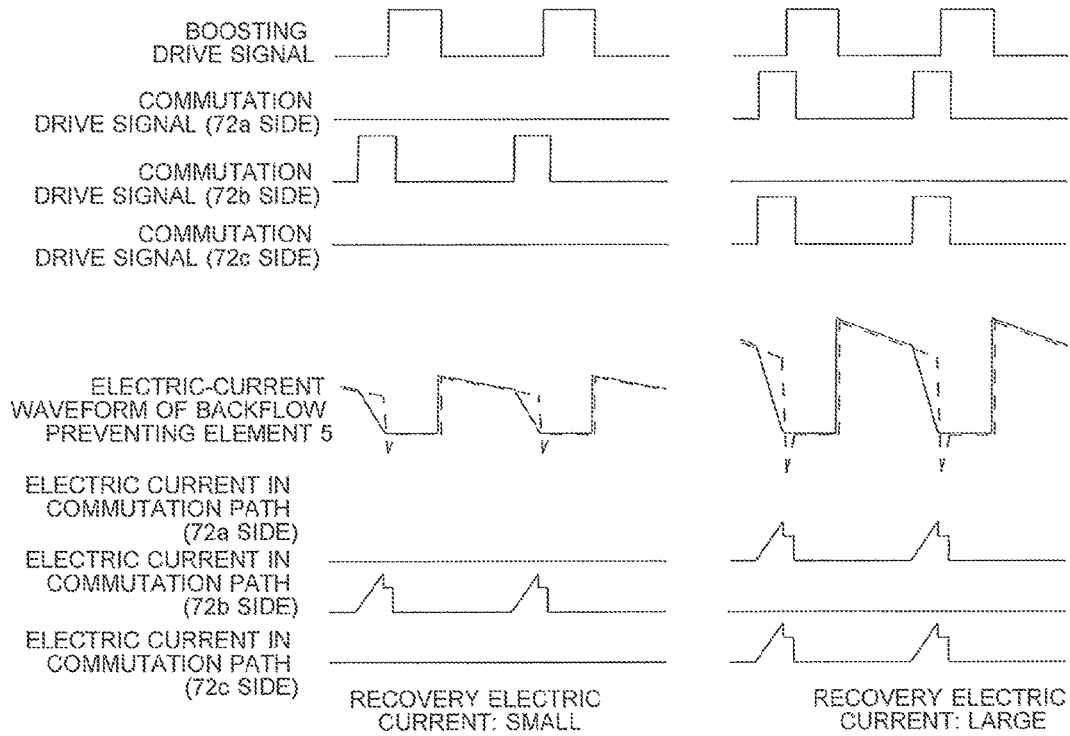 BOOSTING
DRIVE SIGNAL
COMMUTATION
DRIVE SIGNAL (72a SIDE)
COMMUTATION
DRIVE SIGNAL (72b SIDE)
COMMUTATION
DRIVE SIGNAL (72c SIDE)
ELECTRIC-CURRENT
WAVEFORM OF BACKFLOW
PREVENTING ELEMENT 5
ELECTRIC CURRENT IN
COMMUTATION PATH
(72a SIDE)
ELECTRIC CURRENT IN
COMMUTATION PATH
(72b SIDE)
ELECTRIC CURRENT IN
COMMUTATION PATH
(72c SIDE)
RECOVERY ELECTRIC
CURRENT: SMALL
RECOVERY ELECTRIC
CURRENT: LARGE